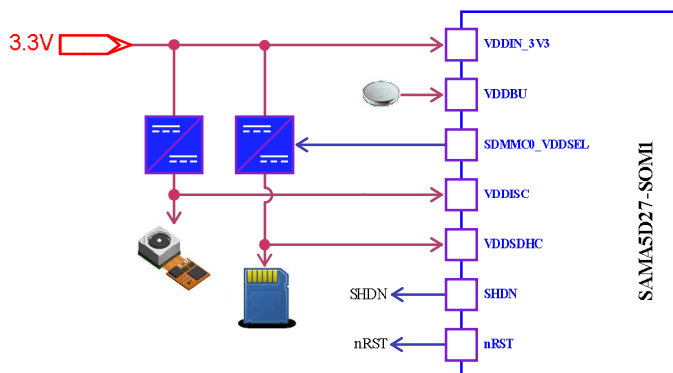 3.3V
VDDIN_3V3
VDDBU
SDMMC0_VDDSEL
VDDISC
VDDSDHC
SHDN
SHDN
nRST
nRST
SAMA5D27-SOM1